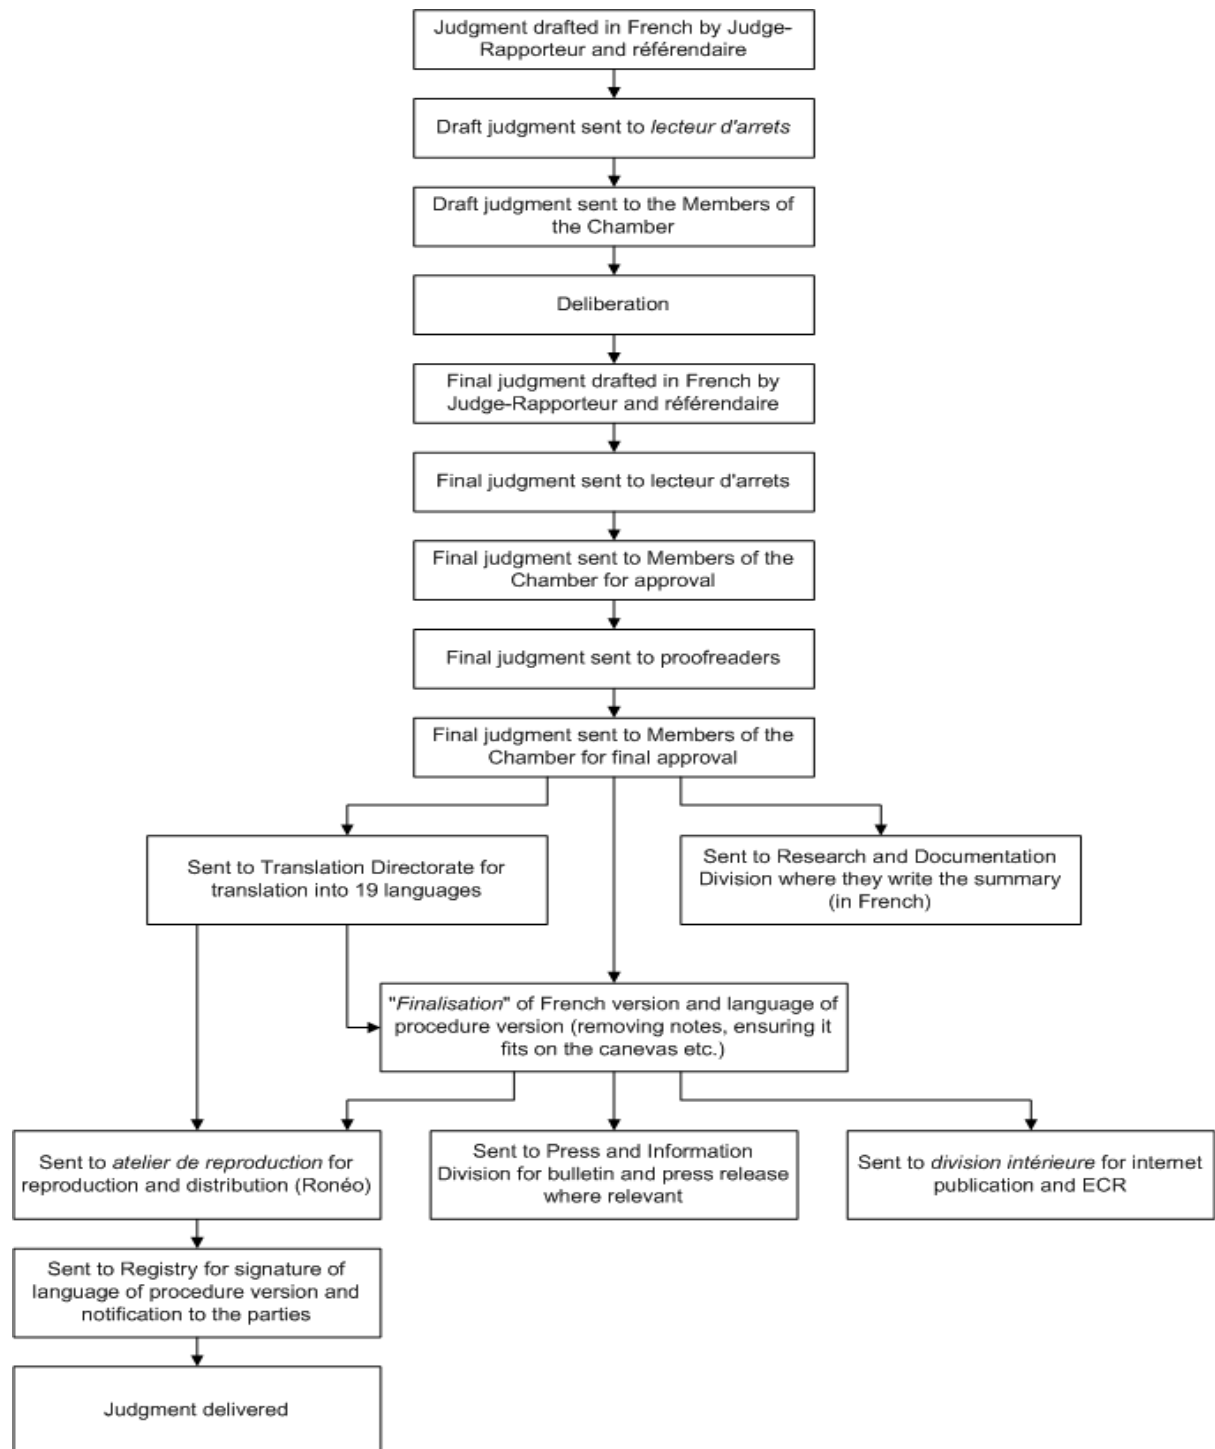 Judgment drafted in French by Judge-
Rapporteur and référendaire
Draft judgment sent to lecteur d'arrets
Draft judgment sent to the Members of
the Chamber
Deliberation
Final judgment drafted in French by
Judge-Rapporteur and référendaire
Final judgment sent to lecteur d'arrets
Final judgment sent to Members of the
Chamber for approval
Final judgment sent to proofreaders
Final judgment sent to Members of the
Chamber for final approval
Sent to Translation Directorate for
translation into 19 languages
Sent to Research and Documentation
Division where they write the summary
(in French)
"Finalisation" of French version and language of
procedure version (removing notes, ensuring it
fits on the canevas etc.)
Sent to atelier de reproduction for
reproduction and distribution (Ronéo)
Sent to Press and Information
Division for bulletin and press release
where relevant
Sent to division intérieure for internet
publication and ECR
Sent to Registry for signature of
language of procedure version and
notification to the parties
Judgment delivered